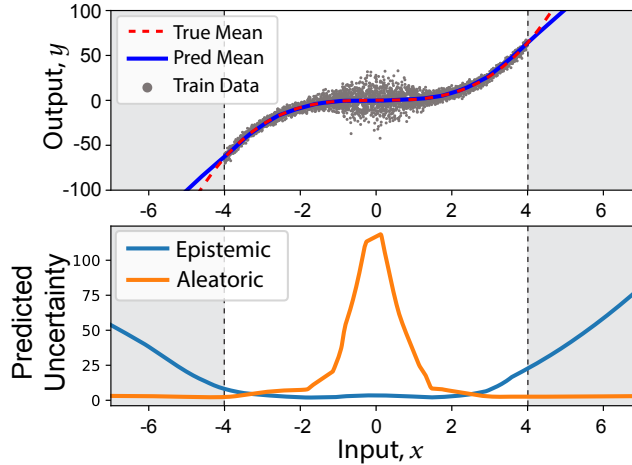 100
50
0
-50
-100
Output, y
True Mean
Pred Mean
Train Data
-6 -4 -2 0 2 4 6
100
75
50
25
0
Predicted
Uncertainty
Epistemic
Aleatoric
-6 -4 -2 0 2 4 6
Input, x